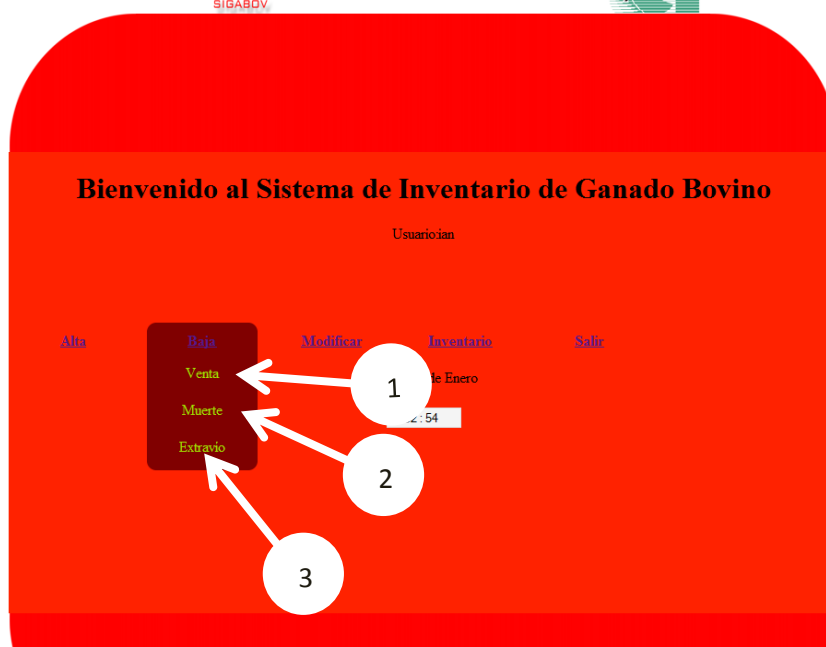 SIGABOV
Bienvenido al Sistema de Inventario de Ganado Bovino
Usuario:ian
Alta Baja Modificar Inventario Salir
Venta
1
de Enero
Muerte
: 54
Extravio
2
3